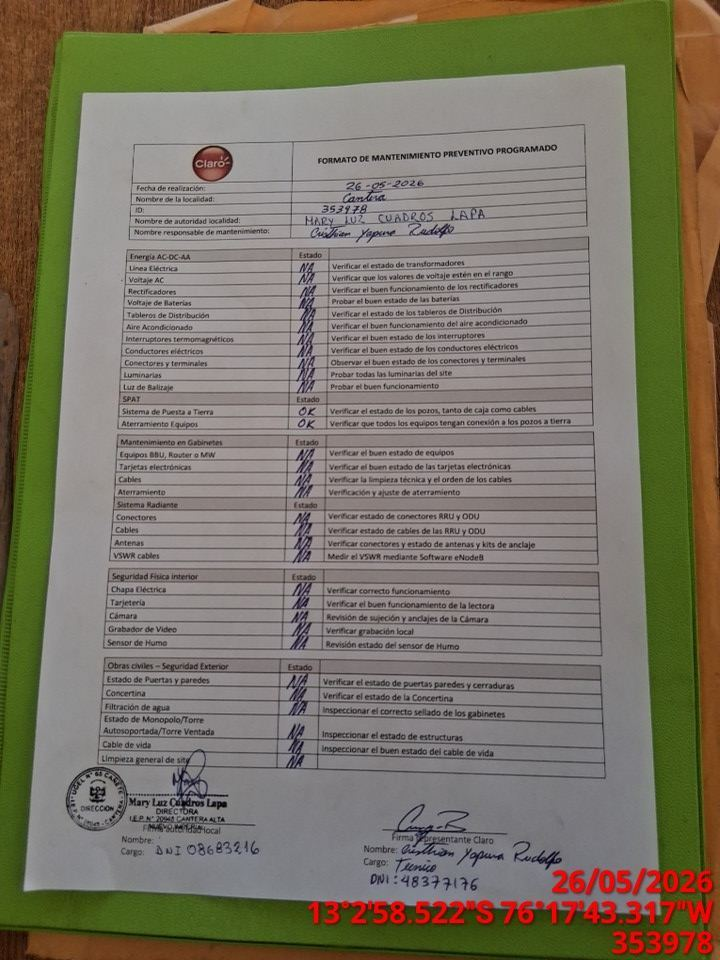 Claro
FORMATO DE MANTENIMIENTO PREVENTIVO PROGRAMADO
Fecha de realización: 26-05-2026
Nombre de la localidad: Cantera
ID: 353978
Nombre de autoridad localidad: MARY LUZ CUADROS LAPA
Nombre responsable de mantenimiento: Cristhian Yapura Rudolfo
Energía AC-DC-AA Estado
Línea Eléctrica NA Verificar el estado de transformadores
Voltaje AC NA Verificar que los valores de voltaje estén en el rango
Rectificadores NA Verificar el buen funcionamiento de los rectificadores
Voltaje de Baterías NA Probar el buen estado de las baterías
Tableros de Distribución NA Verificar el estado de los tableros de Distribución
Aire Acondicionado NA Verificar el buen funcionamiento del aire acondicionado
Interruptores termomagnéticos NA Verificar el buen estado de los interruptores
Conductores eléctricos NA Verificar el buen estado de los conductores eléctricos
Conectores y terminales NA Observar el buen estado de los conectores y terminales
Luminarias NA Probar todas las luminarias del site
Luz de Balizaje NA Probar el buen funcionamiento
SPAT Estado
Sistema de Puesta a Tierra OK Verificar el estado de los pozos, tanto de caja como cables
Aterramiento Equipos OK Verificar que todos los equipos tengan conexión a los pozos a tierra
Mantenimiento en Gabinetes Estado
Equipos BBU, Router o MW NA Verificar el buen estado de equipos
Tarjetas electrónicas NA Verificar el buen estado de las tarjetas electrónicas
Cables NA Verificar la limpieza técnica y el orden de los cables
Aterramiento NA Verificación y ajuste de aterramiento
Sistema Radiante Estado
Conectores NA Verificar estado de conectores RRU y ODU
Cables NA Verificar estado de cables de las RRU y ODU
Antenas NA Verificar conectores y estado de antenas y kits de anclaje
VSWR cables NA Medir el VSWR mediante Software eNodeB
Seguridad Física interior Estado
Chapa Eléctrica NA Verificar correcto funcionamiento
Tarjetería NA Verificar el buen funcionamiento de la lectora
Cámara NA Revisión de sujeción y anclajes de la Cámara
Grabador de Video NA Verificar grabación local
Sensor de Humo NA Revisión estado del sensor de Humo
Obras civiles – Seguridad Exterior Estado
Estado de Puertas y paredes NA Verificar el estado de puertas paredes y cerraduras
Concertina NA Verificar el estado de la Concertina
Filtración de agua NA Inspeccionar el correcto sellado de los gabinetes
Estado de Monopolo/Torre
Autosoportada/Torre Ventada NA Inspeccionar el estado de estructuras
Cable de vida NA Inspeccionar el buen estado del cable de vida
Limpieza general de site NA
UGEL N° 08 CAÑETE
DIRECCION
Mary Luz Cuadros Lapa
DIRECTORA
I.E.P. N° 20945 CANTERA ALTA
NUEVO IMPERIAL
Firma autoridad local
Nombre:
Cargo: DNI 08683216
Firma representante Claro
Nombre: Cristhian Yapura Rudolfo
Cargo: Tecnico
DNI: 48377176
26/05/2026
13°2'58.522"S 76°17'43.317"W
353978